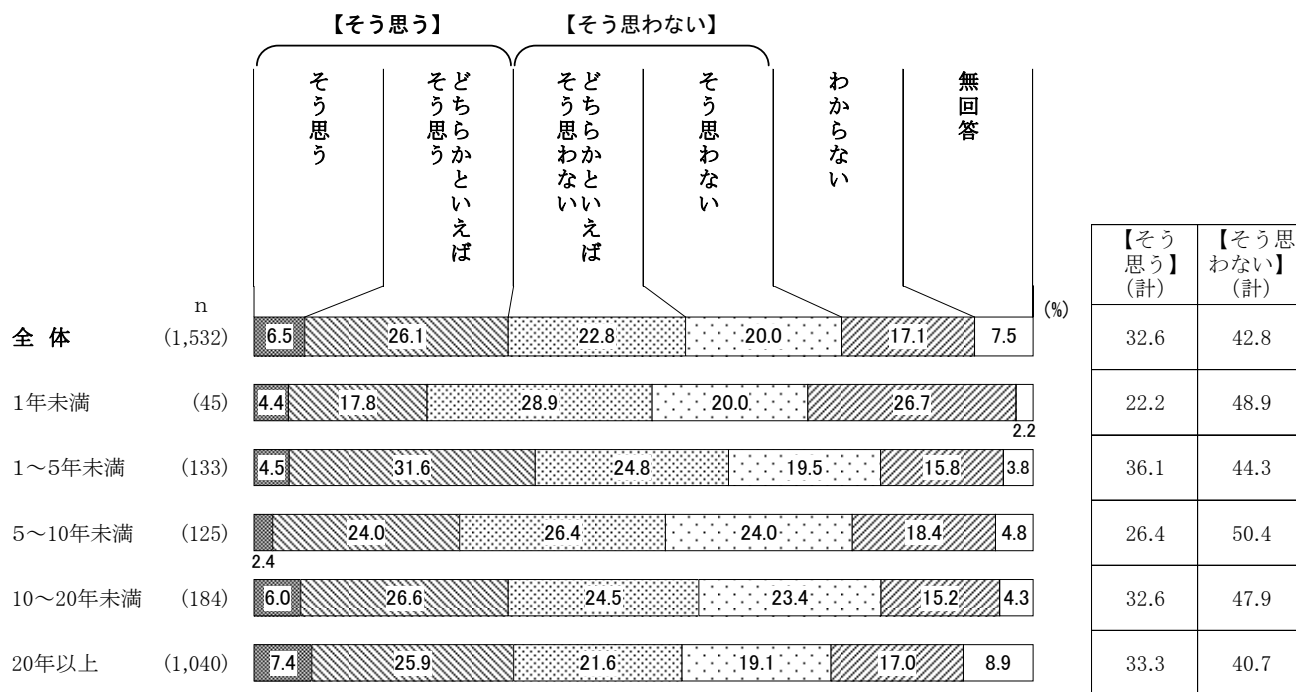 【そう思う】
【そう思わない】
そう思う
どちらかといえば
そう思う
どちらかといえば
そう思わない
そう思わない
わからない
無回答
【そう
思う】
(計)
【そう思
わない】
(計)
n
(%)
全 体 (1,532) 6.5 26.1 22.8 20.0 17.1 7.5 32.6 42.8
1年未満 (45) 4.4 17.8 28.9 20.0 26.7 2.2 22.2 48.9
1～5年未満 (133) 4.5 31.6 24.8 19.5 15.8 3.8 36.1 44.3
5～10年未満 (125) 2.4 24.0 26.4 24.0 18.4 4.8 26.4 50.4
10～20年未満 (184) 6.0 26.6 24.5 23.4 15.2 4.3 32.6 47.9
20年以上 (1,040) 7.4 25.9 21.6 19.1 17.0 8.9 33.3 40.7